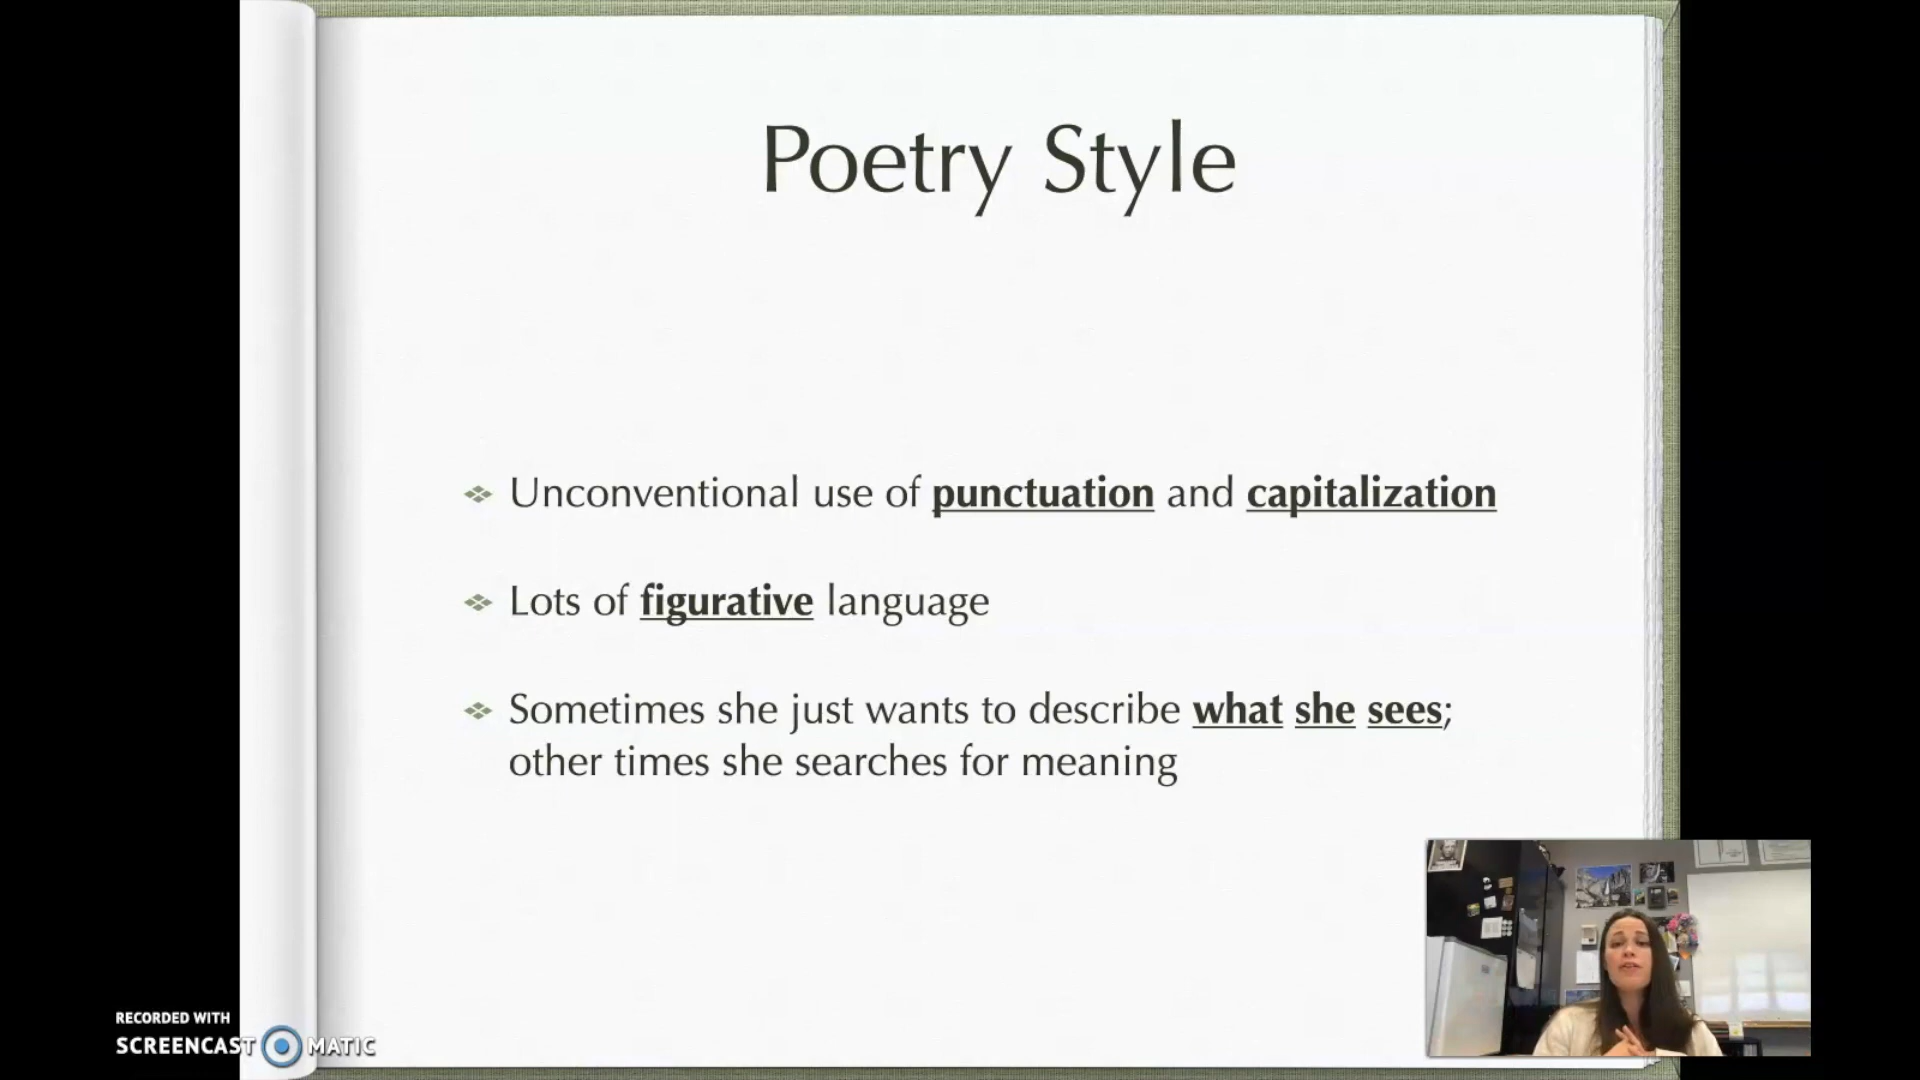 Poetry Style
Unconventional use of punctuation and capitalization
Lots of figurative language
Sometimes she just wants to describe what she sees;
other times she searches for meaning
RECORDED WITH
SCREENCAST MATIC